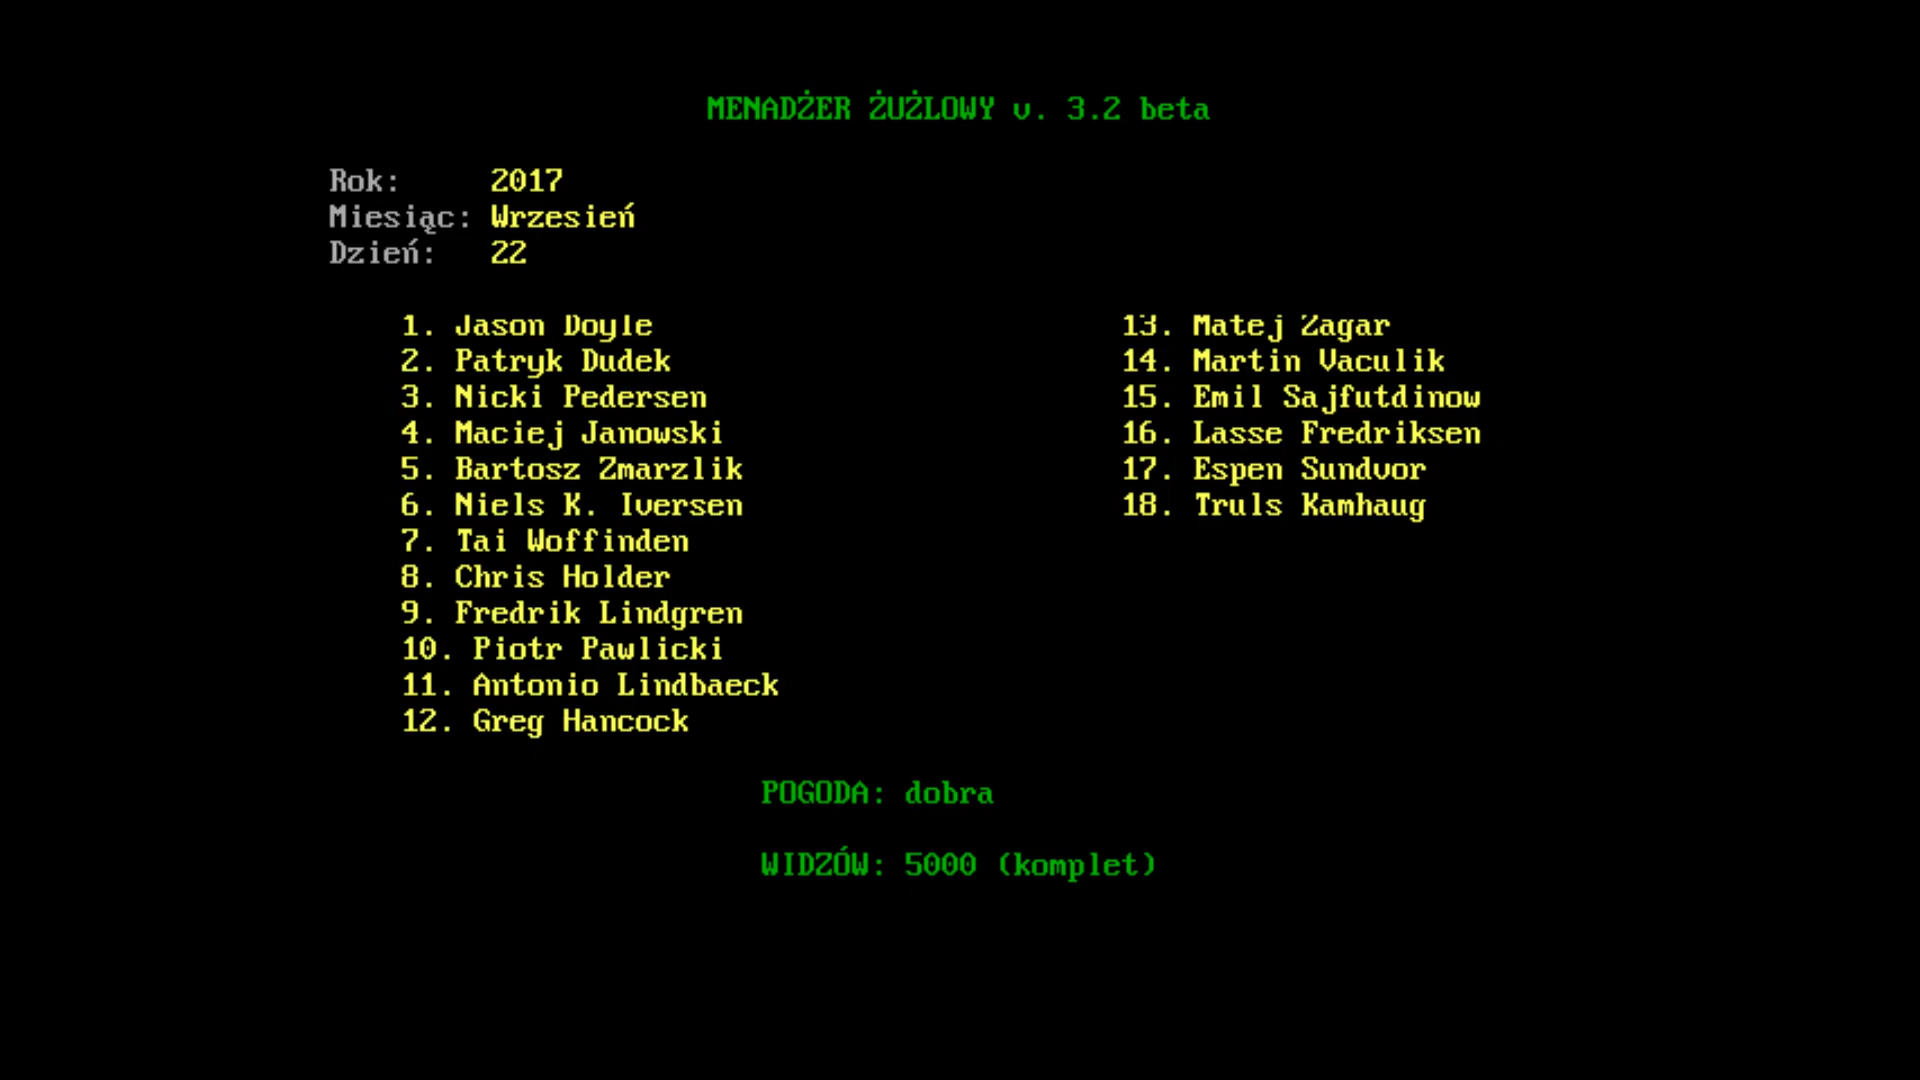 MENADŻER ŻUŻLOWY v. 3.2 beta
Rok: 2017
Miesiąc: Wrzesień
Dzień: 22
1. Jason Doyle
2. Patryk Dudek
3. Nicki Pedersen
4. Maciej Janowski
5. Bartosz Zmarzlik
6. Niels K. Iversen
7. Tai Woffinden
8. Chris Holder
9. Fredrik Lindgren
10. Piotr Pawlicki
11. Antonio Lindbaeck
12. Greg Hancock
13. Matej Zagar
14. Martin Vaculik
15. Emil Sajfutdinow
16. Lasse Fredriksen
17. Espen Sundvor
18. Truls Kamhaug
POGODA: dobra
WIDZÓW: 5000 (komplet)